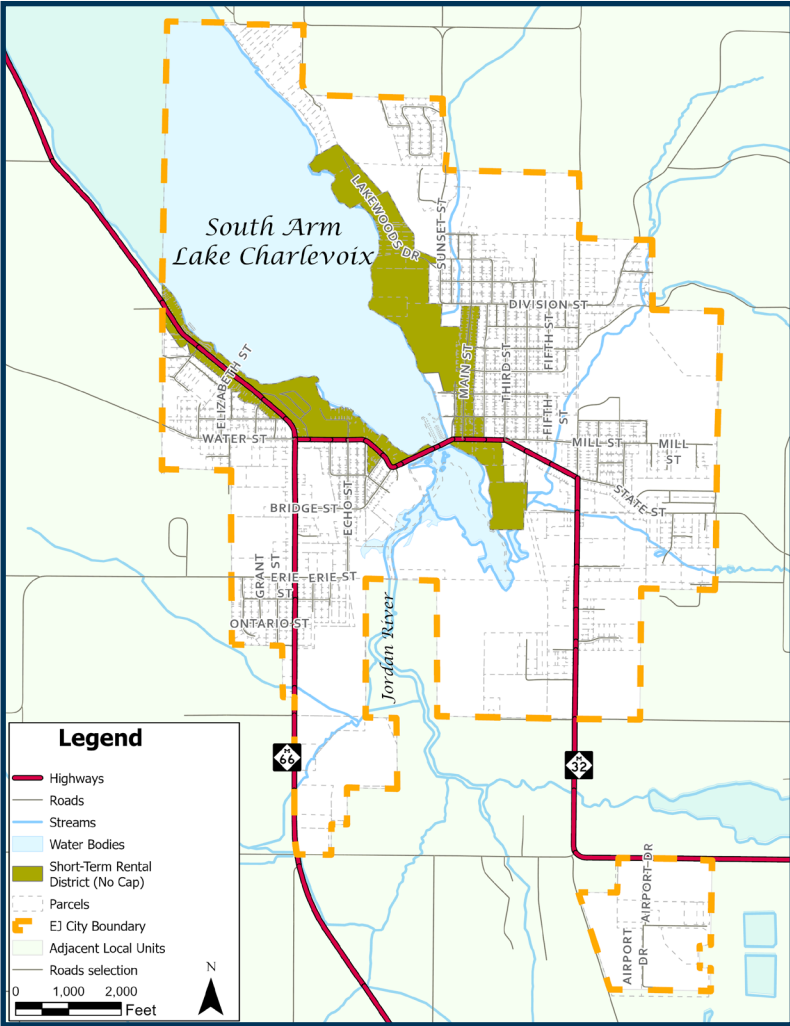 South Arm
Lake Charlevoix
LAKEWOODS DR
SUNSET ST
DIVISION ST
MAIN ST
THIRD ST
FIFTH ST
FIFTH
ST
ELIZABETH ST
WATER ST
MILL ST
MILL
ST
STATE ST
BRIDGE ST
ECHO ST
GRANT
ST
ERIE
ST
ERIE ST
ONTARIO ST
Jordan River
M
66
M
32
AIRPORT DR
AIRPORT
DR
Legend
Highways
Roads
Streams
Water Bodies
Short-Term Rental
District (No Cap)
Parcels
EJ City Boundary
Adjacent Local Units
Roads selection
N
0 1,000 2,000
Feet